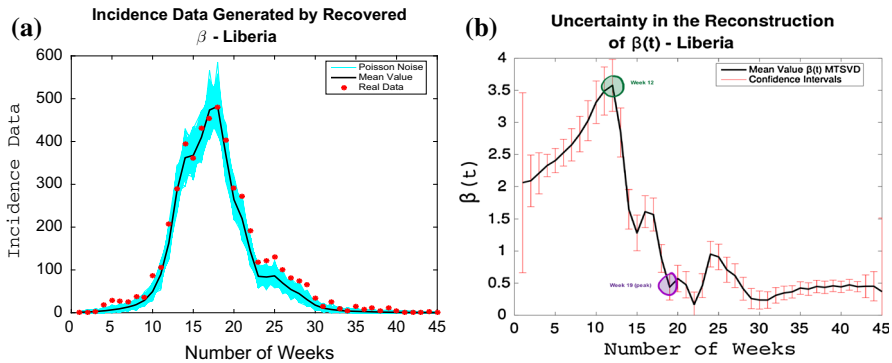 (a)
Incidence Data Generated by Recovered
β - Liberia
600
500
400
300
200
100
0
Incidence Data
Poisson Noise
Mean Value
Real Data
0 5 10 15 20 25 30 35 40 45
Number of Weeks
b)
Uncertainty in the Reconstruction
of β(t) - Liberia
4
3.5
3
2.5
2
1.5
1
0.5
0
-0.5
β(t)
Mean Value β(t) MTSVD
Confidence Intervals
Week 12
Week 19 (peak)
0 5 10 15 20 25 30 35 40 45
Number of Weeks